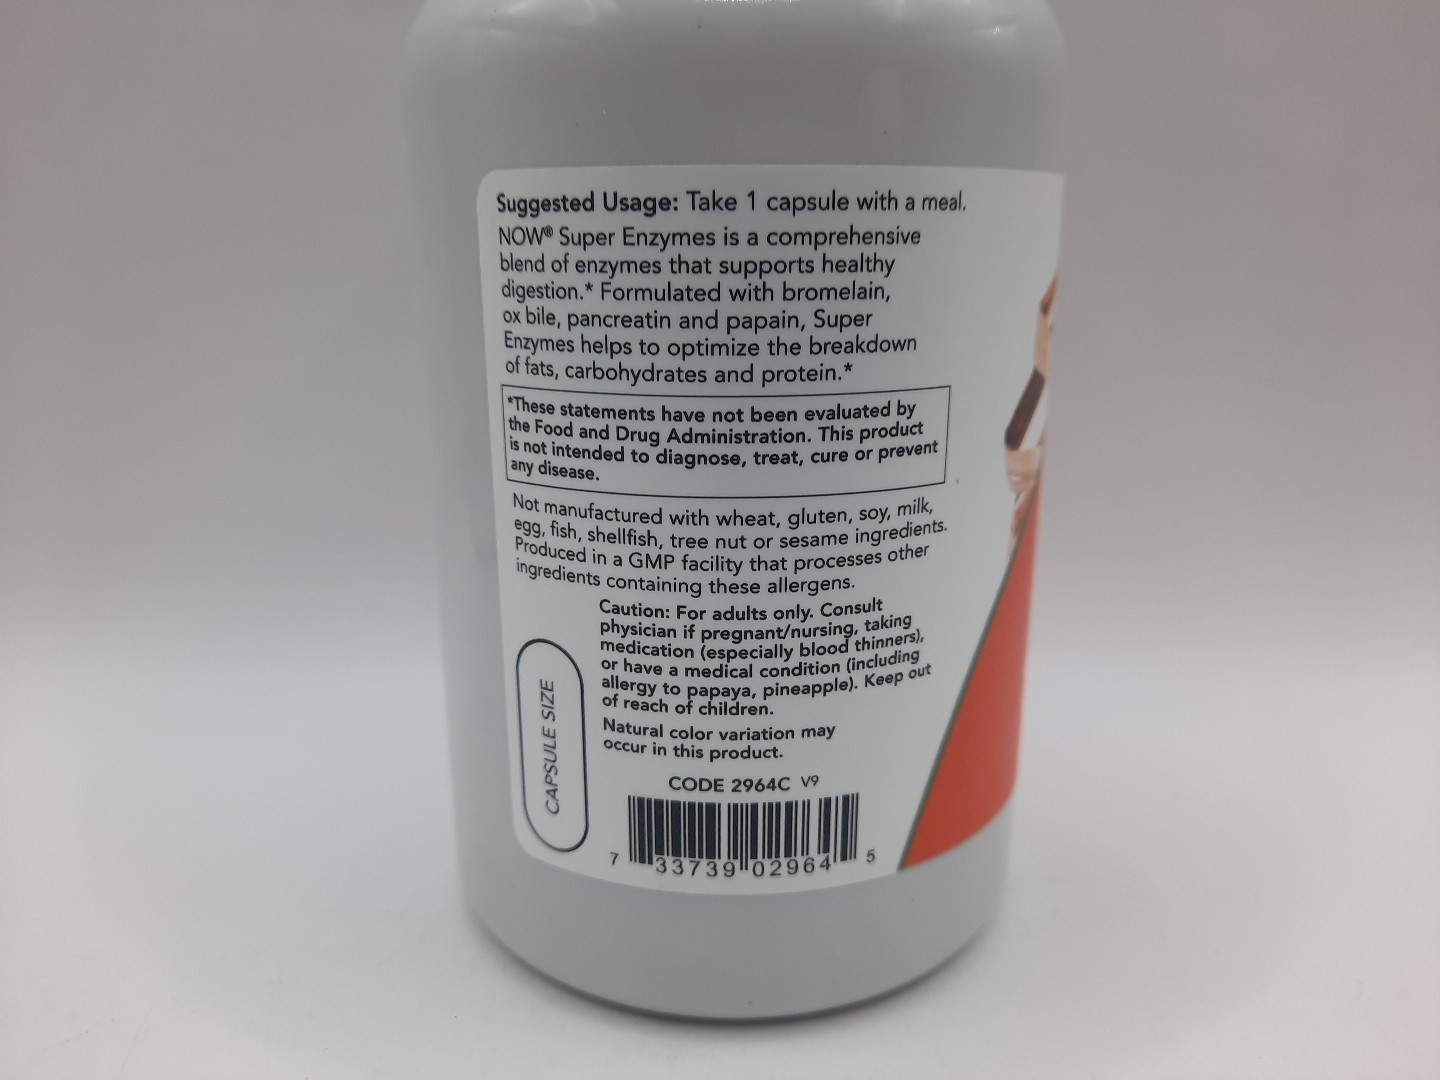 Suggested Usage: Take 1 capsule with a meal.
NOW® Super Enzymes is a comprehensive
blend of enzymes that supports healthy
digestion.* Formulated with bromelain,
ox bile, pancreatin and papain, Super
Enzymes helps to optimize the breakdown
of fats, carbohydrates and protein.*
*These statements have not been evaluated by
the Food and Drug Administration. This product
is not intended to diagnose, treat, cure or prevent
any disease.
Not manufactured with wheat, gluten, soy, milk,
egg, fish, shellfish, tree nut or sesame ingredients.
Produced in a GMP facility that processes other
ingredients containing these allergens.
Caution: For adults only. Consult
physician if pregnant/nursing, taking
medication (especially blood thinners),
or have a medical condition (including
allergy to papaya, pineapple). Keep out
of reach of children.
Natural color variation may
occur in this product.
CAPSULE SIZE
CODE 2964C V9
7 33739 02964 5